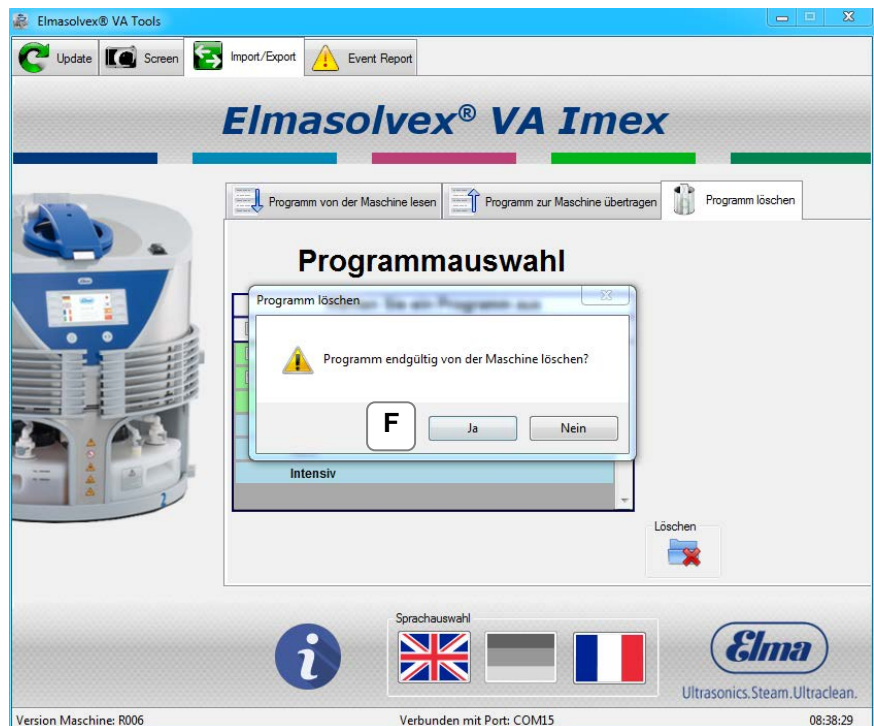 Elmasolvex® VA Tools
Update Screen Import/Export Event Report
Elmasolvex® VA Imex
Programm von der Maschine lesen Programm zur Maschine übertragen Programm löschen
Programmauswahl
Programm löschen
Programm endgültig von der Maschine löschen?
F Ja Nein
Intensiv
Löschen
2
Sprachauswahl
i
Elma
Ultrasonics.Steam.Ultraclean.
Version Maschine: R006 Verbunden mit Port: COM15 08:38:29